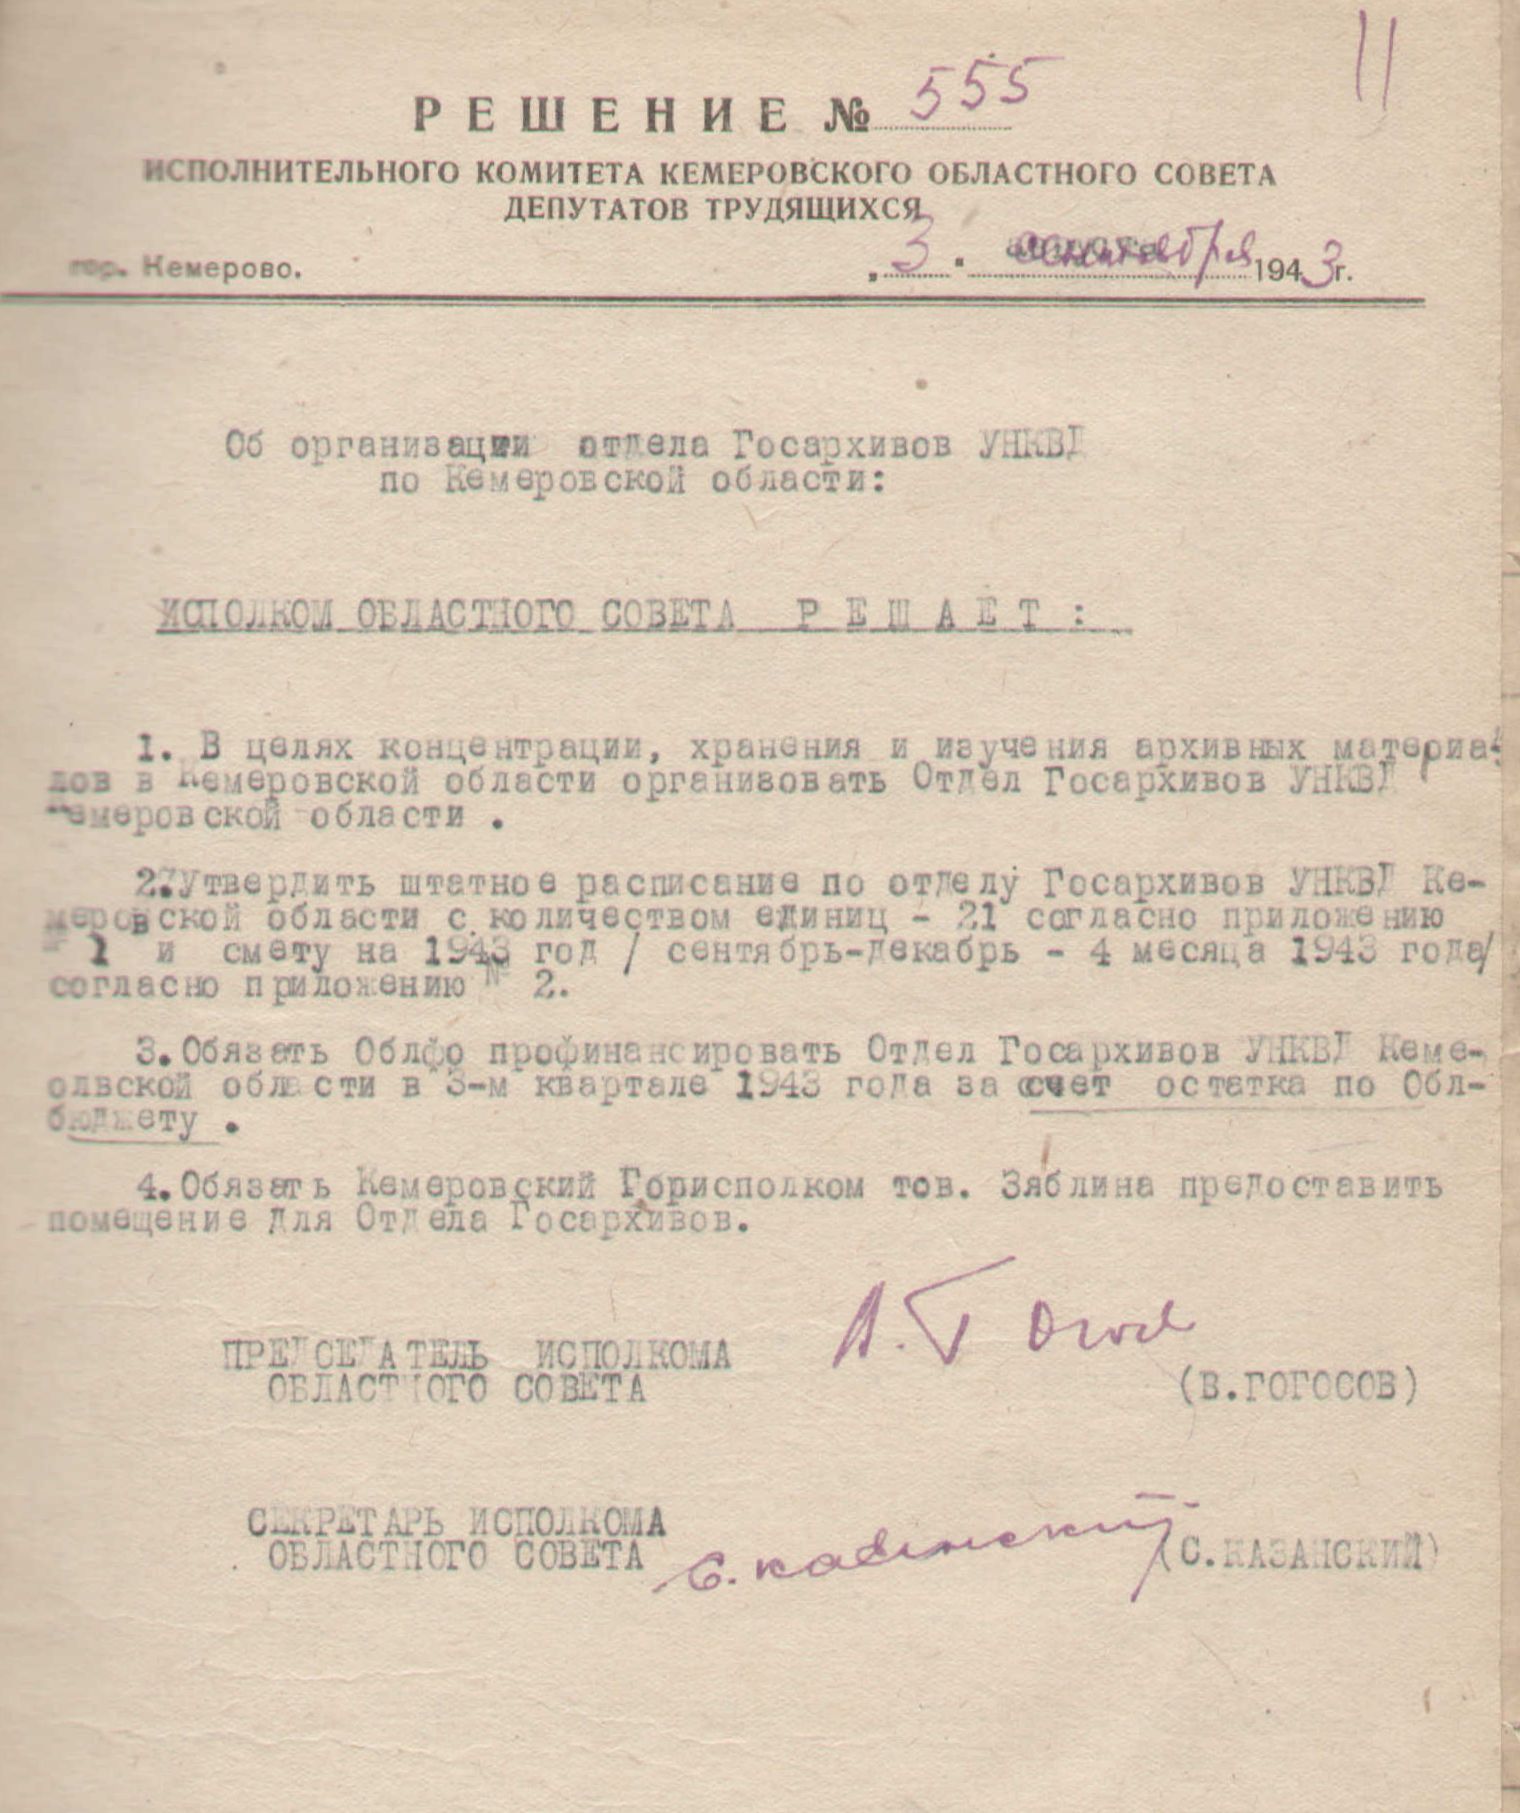 11
РЕШЕНИЕ № 555
ИСПОЛНИТЕЛЬНОГО КОМИТЕТА КЕМЕРОВСКОГО ОБЛАСТНОГО СОВЕТА
ДЕПУТАТОВ ТРУДЯЩИХСЯ
гор. Кемерово. „3" сентября 1943г.
Об организации отдела Госархивов УНКВД
по Кемеровской области:
ИСПОЛКОМ ОБЛАСТНОГО СОВЕТА Р Е Ш А Е Т :
1. В целях концентрации, хранения и изучения архивных материа-
лов в Кемеровской области организовать Отдел Госархивов УНКВД
Кемеровской области .
2. Утвердить штатное расписание по отделу Госархивов УНКВД Ке-
меровской области с количеством единиц - 21 согласно приложению
№ 1 и смету на 1943 год / сентябрь-декабрь - 4 месяца 1943 года/
согласно приложению № 2.
3. Обязать Облфо профинансировать Отдел Госархивов УНКВД Кеме-
олвской области в 3-м квартале 1943 года за счет остатка по Обл-
бюджету .
4. Обязать Кемеровский Горисполком тов. Зяблина предоставить
помещение для Отдела Госархивов.
ПРЕДСЕДАТЕЛЬ ИСПОЛКОМА
ОБЛАСТНОГО СОВЕТА (В.ГОГОСОВ)
СЕКРЕТАРЬ ИСПОЛКОМА
ОБЛАСТНОГО СОВЕТА С.Казанский (С.КАЗАНСКИЙ)